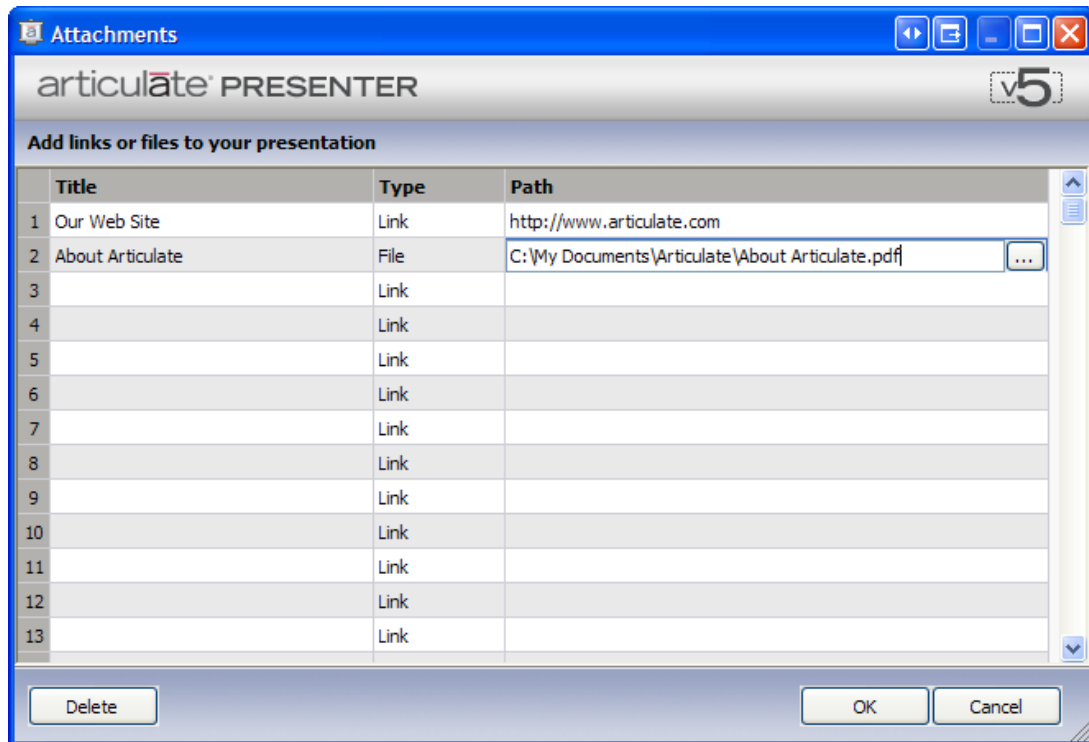 Attachments
articulāte® PRESENTER v5
Add links or files to your presentation
Title Type Path
1 Our Web Site Link http://www.articulate.com
2 About Articulate File C:\My Documents\Articulate\About Articulate.pdf ...
3 Link
4 Link
5 Link
6 Link
7 Link
8 Link
9 Link
10 Link
11 Link
12 Link
13 Link
Delete OK Cancel